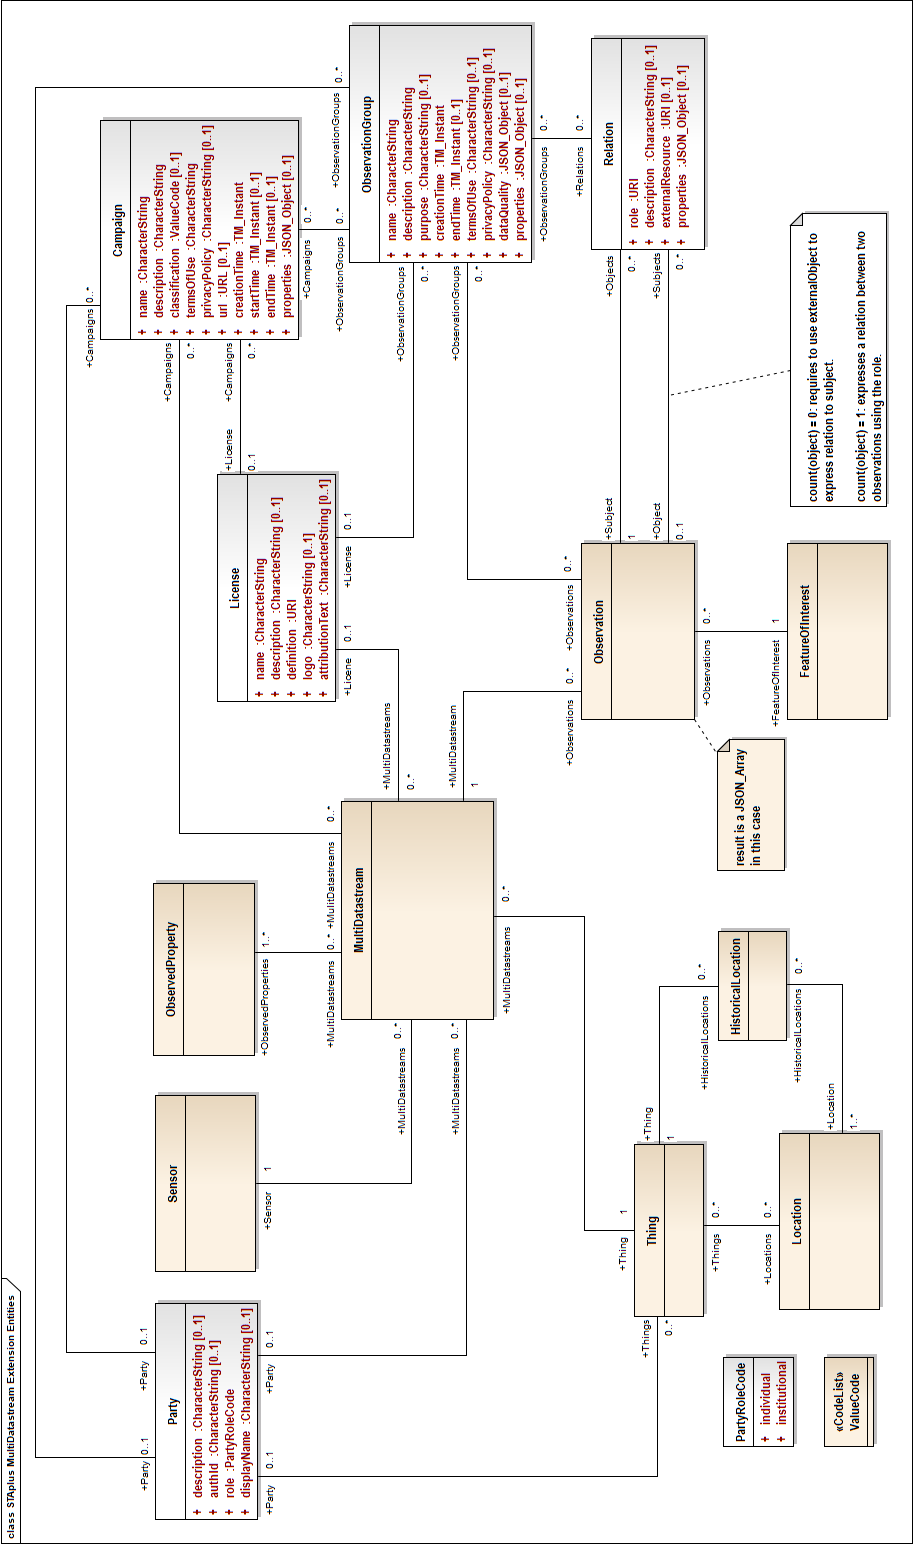 class STAplus MultiDatastream Extension Entities
Party
+ description :CharacterString [0..1]
+ authId :CharacterString [0..1]
+ role :PartyRoleCode
+ displayName :CharacterString [0..1]
+Party 0..1
+Party 0..1
+Party 0..1
+Party 0..1
Sensor
+Sensor 1
ObservedProperty
+ObservedProperties 1..*
License
+ name :CharacterString
+ description :CharacterString [0..1]
+ definition :URI
+ logo :CharacterString [0..1]
+ attributionText :CharacterString [0..1]
+License 0..1
+Licene 0..1
+License 0..1
Campaign
+ name :CharacterString
+ description :CharacterString
+ classification :ValueCode [0..1]
+ termsOfUse :CharacterString
+ privacyPolicy :CharacterString [0..1]
+ url :URL [0..1]
+ creationTime :TM_Instant
+ startTime :TM_Instant [0..1]
+ endTime :TM_Instant [0..1]
+ properties :JSON_Object [0..1]
+Campaigns 0..*
+Campaigns 0..*
+Campaigns 0..*
+Campaigns 0..*
ObservationGroup
+ name :CharacterString
+ description :CharacterString
+ purpose :CharacterString [0..1]
+ creationTime :TM_Instant
+ endTime :TM_Instant [0..1]
+ termsOfUse :CharacterString [0..1]
+ privacyPolicy :CharacterString [0..1]
+ dataQuality :JSON_Object [0..1]
+ properties :JSON_Object [0..1]
+ObservationGroups 0..*
+ObservationGroups 0..*
+ObservationGroups 0..*
+ObservationGroups 0..*
+ObservationGroups 0..*
Relation
+ role :URI
+ description :CharacterString [0..1]
+ externalResource :URI [0..1]
+ properties :JSON_Object [0..1]
+Relations 0..*
+Objects 0..*
+Subjects 0..*
MultiDatastream
+MulitDatastreams 0..*
+MultiDatastreams 0..*
+MultiDatastreams 0..*
+MultiDatastreams 0..*
+MultiDatastreams 0..*
+MultiDatastreams 0..*
+MultiDatastream 1
Observation
+Observations 0..*
+Observations 0..*
+Observations 0..*
+Subject 1
+Object 0..1
FeatureOfInterest
+FeatureOfInterest 1
result is a JSON_Array
in this case
count(object) = 0: requires to use externalObject to
express relation to subject.
count(object) = 1: expresses a relation between two
observations using the role.
Thing
+Thing 1
+Thing 1
+Things 0..*
+Things 0..*
HistoricalLocation
+HistoricalLocations 0..*
+HistoricalLocations 0..*
Location
+Locations 0..*
+Location 1..*
PartyRoleCode
+ individual
+ institutional
«CodeList»
ValueCode